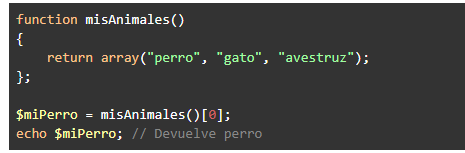 function misAnimales()
{
    return array("perro", "gato", "avestruz");
};
$miPerro = misAnimales()[0];
echo $miPerro; // Devuelve perro